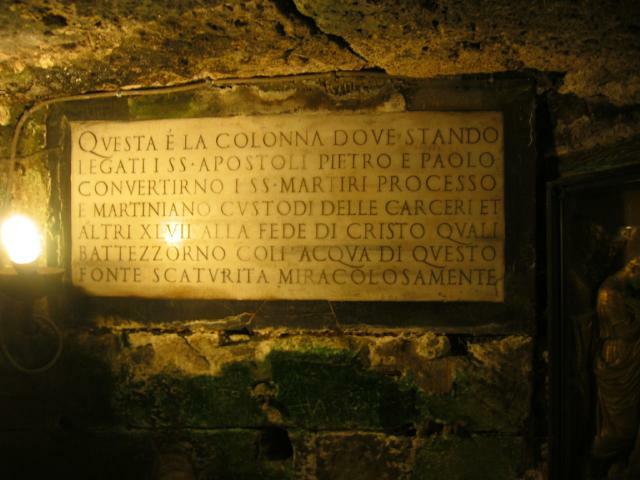 QVESTA É LA COLONNA DOVE STANDO
LEGATI I SS·APOSTOLI PIETRO E PAOLO
CONVERTIRNO I SS·MARTIRI PROCESSO
E MARTINIANO CVSTODI DELLE CARCERI ET
ALTRI XLVII ALLA FEDE DI CRISTO QVALI
BATTEZZORNO COLL'ACQVA DI QVESTO
FONTE SCATVRITA MIRACOLOSAMENTE